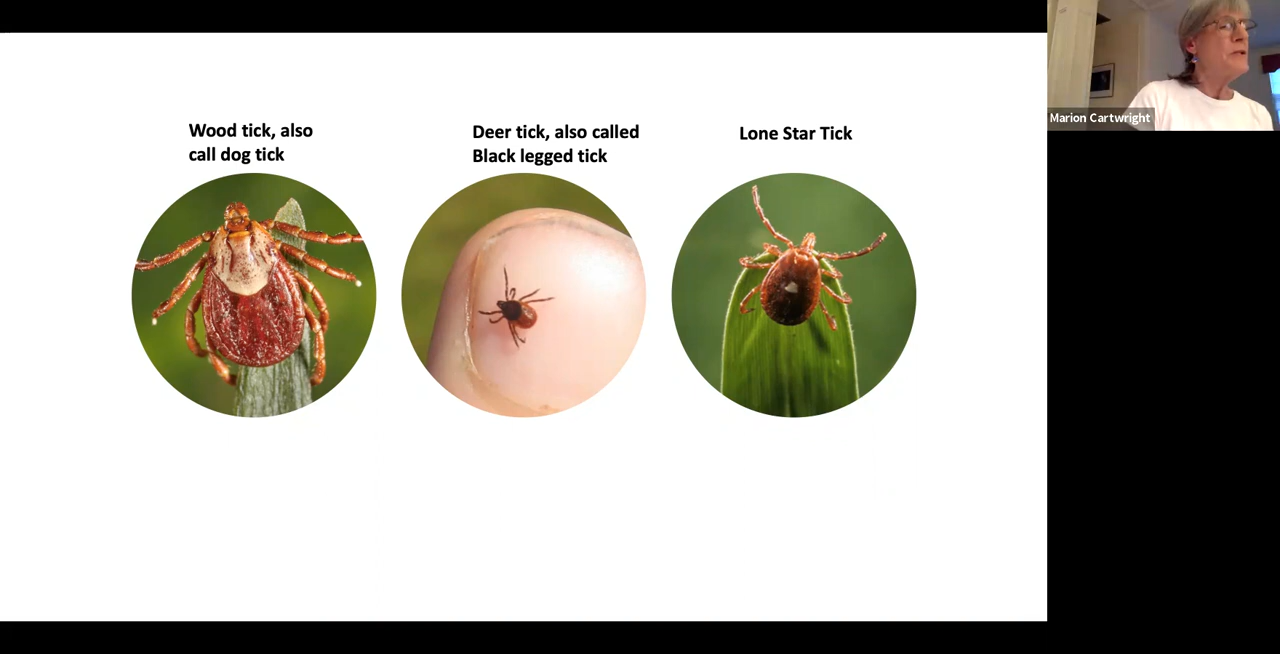 Wood tick, also
call dog tick
Deer tick, also called
Black legged tick
Lone Star Tick
Marion Cartwright